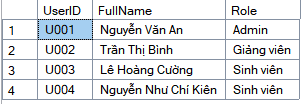 UserID FullName Role
1 U001 Nguyễn Văn An Admin
2 U002 Trần Thị Bình Giảng viên
3 U003 Lê Hoàng Cường Sinh viên
4 U004 Nguyễn Như Chí Kiên Sinh viên